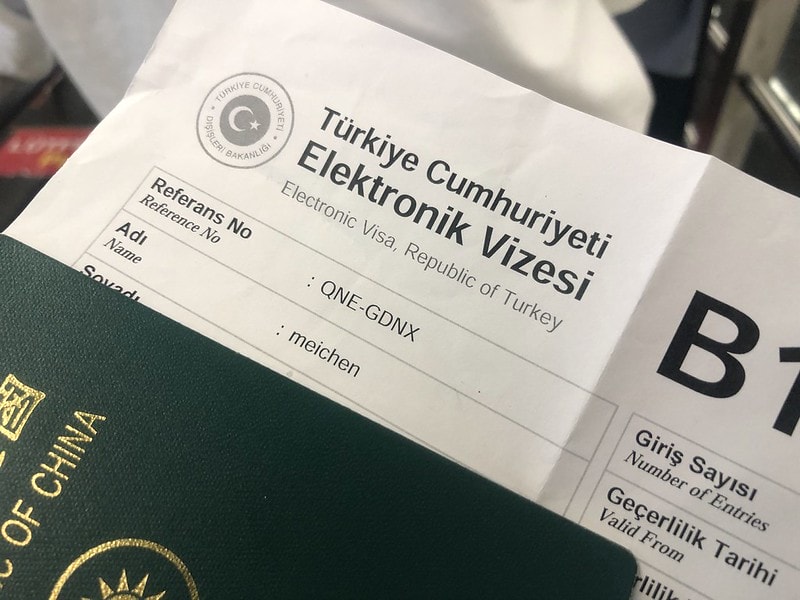 TÜRKİYE CUMHURİYETİ
DIŞİŞLERİ BAKANLIĞI
Türkiye Cumhuriyeti
Elektronik Vizesi
Electronic Visa, Republic of Turkey
Referans No
Reference No
: QNE-GDNX
Adı
Name
: meichen
Soyadı
B1
Giriş Sayısı
Number of Entries
Geçerlilik Tarihi
Valid From
OF CHINA